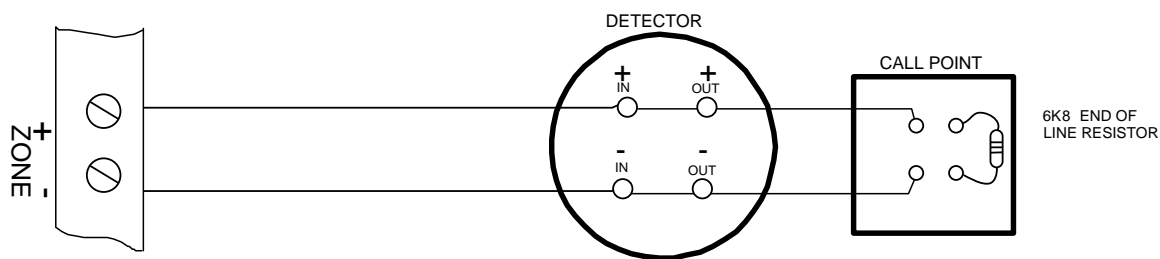 DETECTOR
CALL POINT
+ ZONE -
+ +
IN OUT
- -
IN OUT
6K8 END OF
LINE RESISTOR